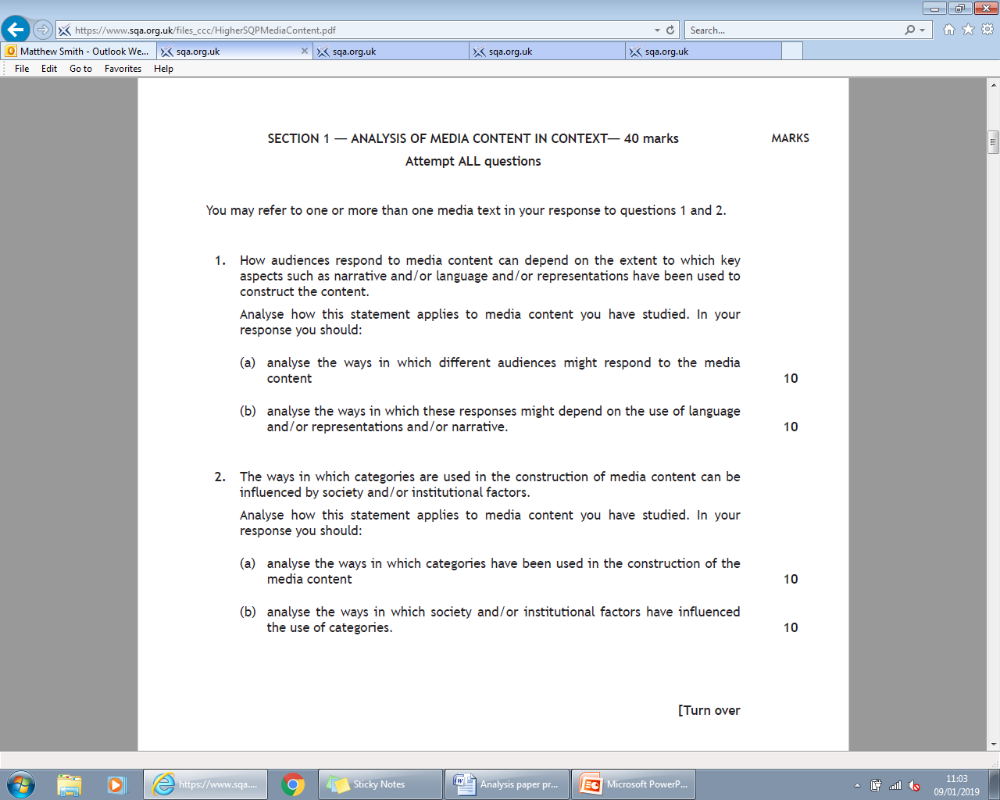 https://www.sqa.org.uk/files_ccc/HigherSQPMediaContent.pdf
Search...
Matthew Smith - Outlook We...
sqa.org.uk
sqa.org.uk
sqa.org.uk
sqa.org.uk
File Edit Go to Favorites Help
SECTION 1 — ANALYSIS OF MEDIA CONTENT IN CONTEXT— 40 marks
MARKS
Attempt ALL questions
You may refer to one or more than one media text in your response to questions 1 and 2.
1. How audiences respond to media content can depend on the extent to which key
aspects such as narrative and/or language and/or representations have been used to
construct the content.
Analyse how this statement applies to media content you have studied. In your
response you should:
(a) analyse the ways in which different audiences might respond to the media
content 10
(b) analyse the ways in which these responses might depend on the use of language
and/or representations and/or narrative. 10
2. The ways in which categories are used in the construction of media content can be
influenced by society and/or institutional factors.
Analyse how this statement applies to media content you have studied. In your
response you should:
(a) analyse the ways in which categories have been used in the construction of the
media content 10
(b) analyse the ways in which society and/or institutional factors have influenced
the use of categories. 10
[Turn over
https://www.sqa....
Sticky Notes
Analysis paper pr...
Microsoft PowerP...
11:03
09/01/2019